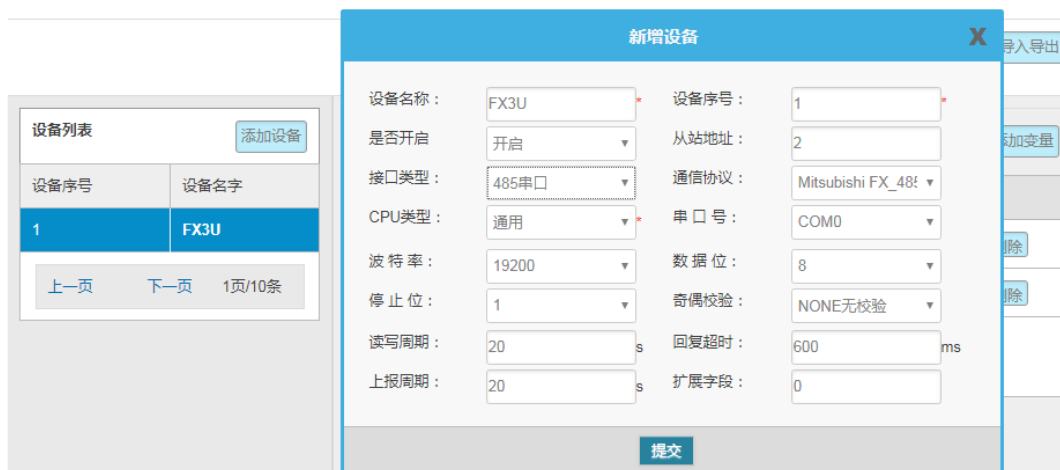 新增设备
X
导入导出
设备列表
添加设备
设备序号 设备名字
1 FX3U
上一页 下一页 1页/10条
设备名称： FX3U * 设备序号： 1 *
是否开启 开启 从站地址： 2
接口类型： 485串口 通信协议： Mitsubishi FX_485
CPU类型： 通用 * 串口号： COM0
波特率： 19200 数据位： 8
停止位： 1 奇偶校验： NONE无校验
读写周期： 20 s 回复超时： 600 ms
上报周期： 20 s 扩展字段： 0
提交
添加变量
删除
删除